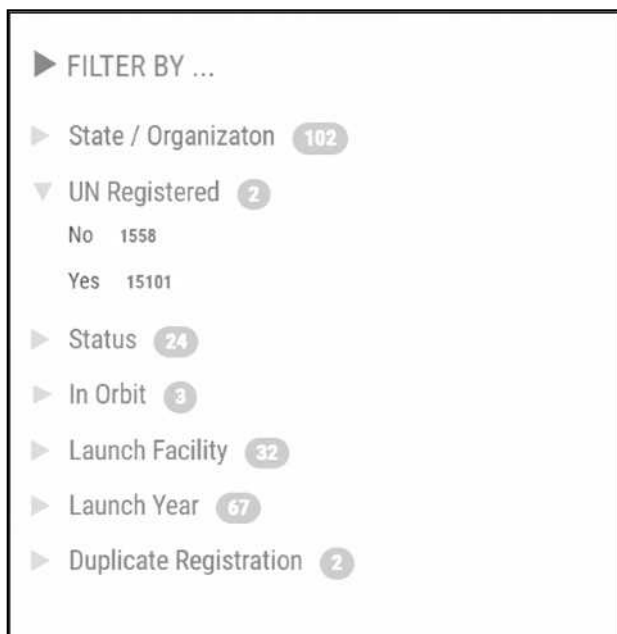 FILTER BY ...
State / Organizaton 102
UN Registered 2
No 1558
Yes 15101
Status 24
In Orbit 3
Launch Facility 32
Launch Year 67
Duplicate Registration 2